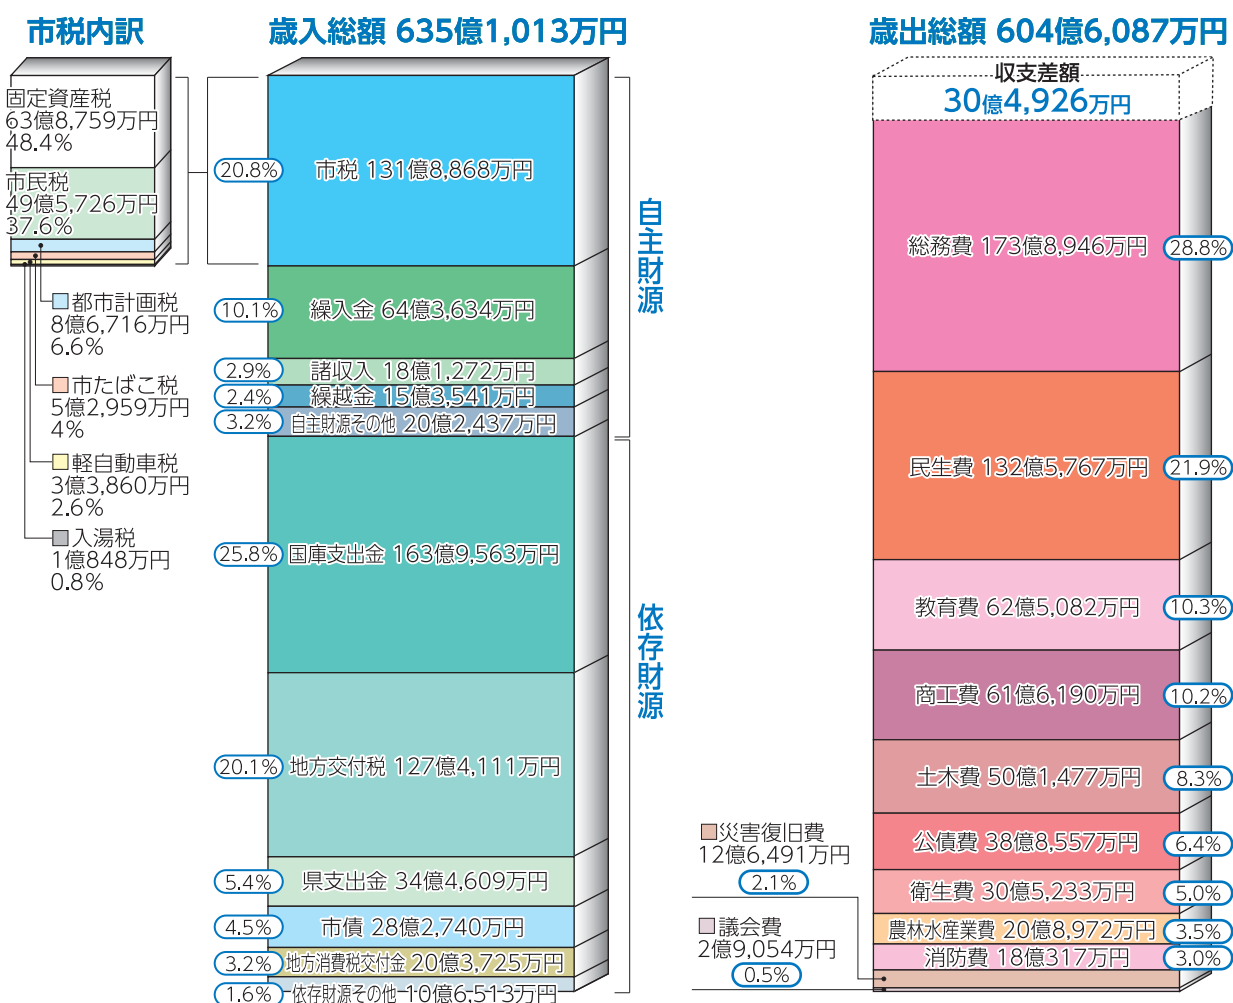 市税内訳
固定資産税
63億8,759万円
48.4%
市民税
49億5,726万円
37.6%
都市計画税
8億6,716万円
6.6%
市たばこ税
5億2,959万円
4%
軽自動車税
3億3,860万円
2.6%
入湯税
1億848万円
0.8%
歳入総額 635億1,013万円
20.8% 市税 131億8,868万円
10.1% 繰入金 64億3,634万円
2.9% 諸収入 18億1,272万円
2.4% 繰越金 15億3,541万円
3.2% 自主財源その他 20億2,437万円
自主財源
25.8% 国庫支出金 163億9,563万円
20.1% 地方交付税 127億4,111万円
5.4% 県支出金 34億4,609万円
4.5% 市債 28億2,740万円
3.2% 地方消費税交付金 20億3,725万円
1.6% 依存財源その他 10億6,513万円
依存財源
歳出総額 604億6,087万円
収支差額
30億4,926万円
総務費 173億8,946万円 28.8%
民生費 132億5,767万円 21.9%
教育費 62億5,082万円 10.3%
商工費 61億6,190万円 10.2%
土木費 50億1,477万円 8.3%
公債費 38億8,557万円 6.4%
衛生費 30億5,233万円 5.0%
農林水産業費 20億8,972万円 3.5%
消防費 18億317万円 3.0%
災害復旧費
12億6,491万円
2.1%
議会費
2億9,054万円
0.5%